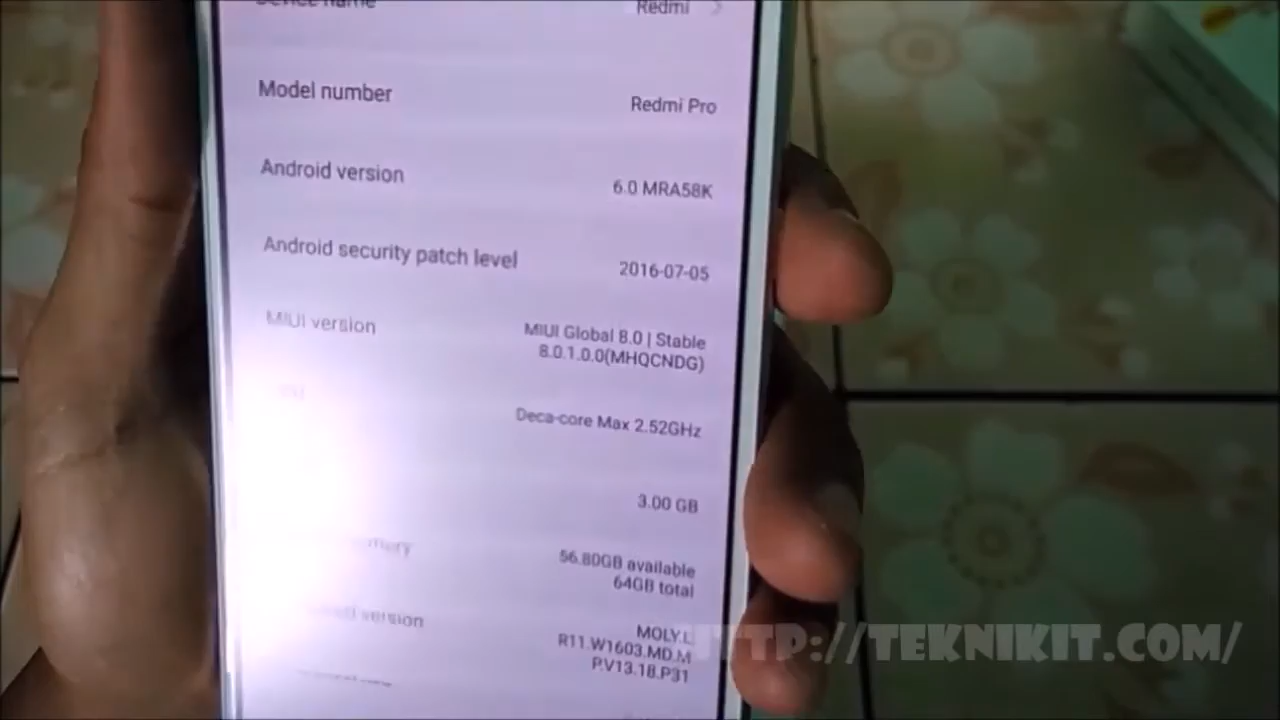 Device name Redmi
Model number Redmi Pro
Android version 6.0 MRA58K
Android security patch level 2016-07-05
MIUI version MIUI Global 8.0 | Stable
8.0.1.0.0(MHQCNDG)
Deca-core Max 2.52GHz
3.00 GB
56.80GB available
64GB total
version MOLY.L
R11.W1603.MD.M
P.V13.18.P31
HTTP://TEKNIKIT.COM/